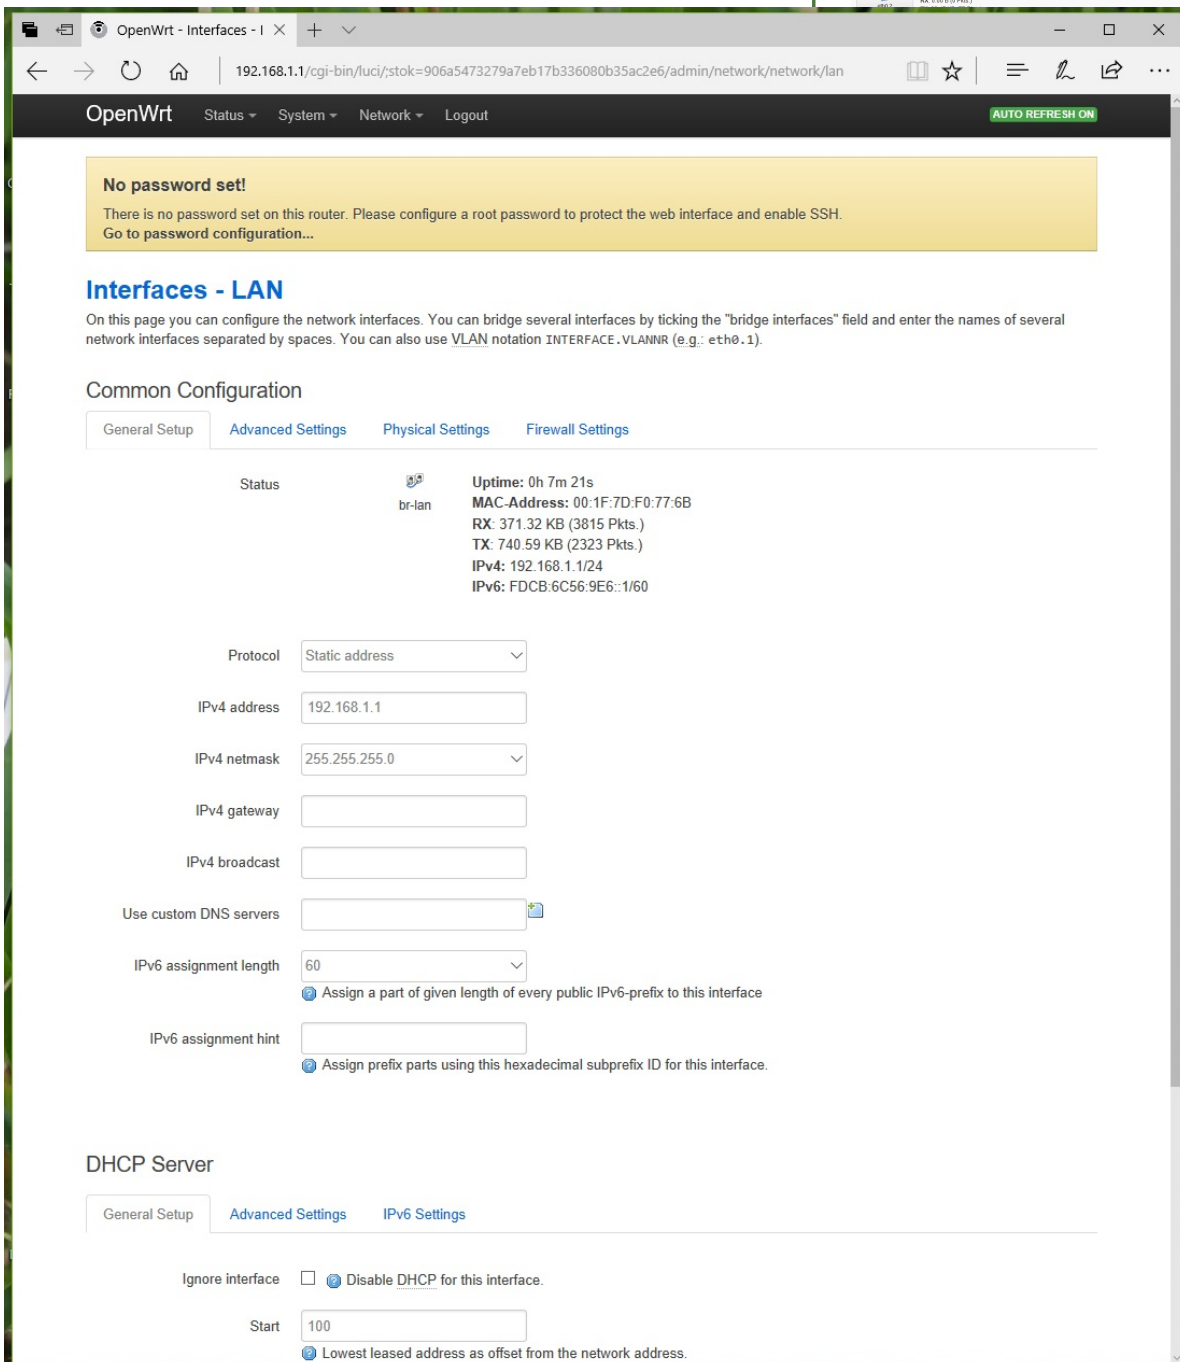 RX: 0.00 B (0 Pkts.)
OpenWrt - Interfaces - I
192.168.1.1/cgi-bin/luci/;stok=906a5473279a7eb17b336080b35ac2e6/admin/network/network/lan
OpenWrt Status System Network Logout AUTO REFRESH ON
No password set!
There is no password set on this router. Please configure a root password to protect the web interface and enable SSH.
Go to password configuration...
Interfaces - LAN
On this page you can configure the network interfaces. You can bridge several interfaces by ticking the "bridge interfaces" field and enter the names of several
network interfaces separated by spaces. You can also use VLAN notation INTERFACE.VLANNR (e.g.: eth0.1).
Common Configuration
General Setup Advanced Settings Physical Settings Firewall Settings
Status
br-lan
Uptime: 0h 7m 21s
MAC-Address: 00:1F:7D:F0:77:6B
RX: 371.32 KB (3815 Pkts.)
TX: 740.59 KB (2323 Pkts.)
IPv4: 192.168.1.1/24
IPv6: FDCB:6C56:9E6::1/60
Protocol Static address
IPv4 address 192.168.1.1
IPv4 netmask 255.255.255.0
IPv4 gateway
IPv4 broadcast
Use custom DNS servers
IPv6 assignment length 60
Assign a part of given length of every public IPv6-prefix to this interface
IPv6 assignment hint
Assign prefix parts using this hexadecimal subprefix ID for this interface.
DHCP Server
General Setup Advanced Settings IPv6 Settings
Ignore interface Disable DHCP for this interface.
Start 100
Lowest leased address as offset from the network address.